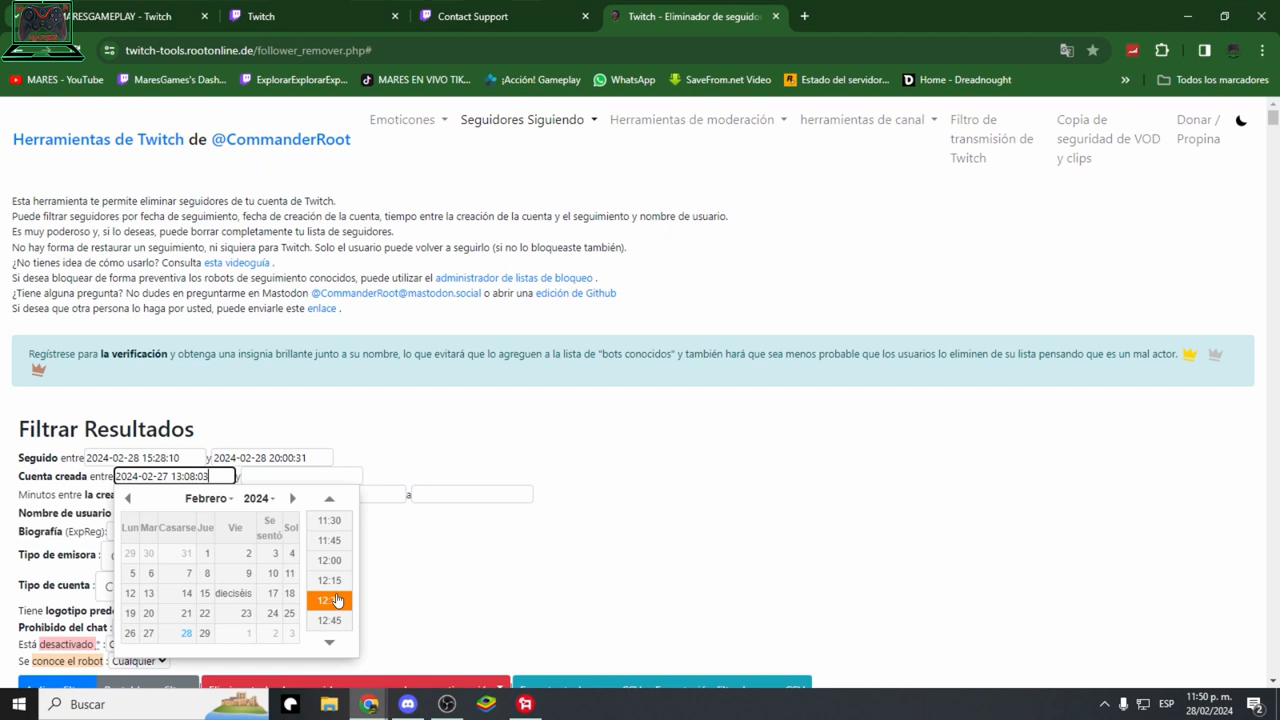 MARESGAMEPLAY - Twitch
Twitch
Contact Support
Twitch - Eliminador de seguido
twitch-tools.rootonline.de/follower_remover.php#
MARES - YouTube
MaresGames's Dash...
ExplorarExplorarExp...
MARES EN VIVO TIK...
¡Acción! Gameplay
WhatsApp
SaveFrom.net Video
Estado del servidor...
Home - Dreadnought
»
Todos los marcadores
Herramientas de Twitch de @CommanderRoot
Emoticones
Seguidores Siguiendo
Herramientas de moderación
herramientas de canal
Filtro de
transmisión de
Twitch
Copia de
seguridad de VOD
y clips
Donar /
Propina
Esta herramienta te permite eliminar seguidores de tu cuenta de Twitch.
Puede filtrar seguidores por fecha de seguimiento, fecha de creación de la cuenta, tiempo entre la creación de la cuenta y el seguimiento y nombre de usuario.
Es muy poderoso y, si lo deseas, puede borrar completamente tu lista de seguidores.
No hay forma de restaurar un seguimiento, ni siquiera para Twitch. Solo el usuario puede volver a seguirlo (si no lo bloqueaste también).
¿No tienes idea de cómo usarlo? Consulta esta videoguía .
Si desea bloquear de forma preventiva los robots de seguimiento conocidos, puede utilizar el administrador de listas de bloqueo .
¿Tiene alguna pregunta? No dudes en preguntarme en Mastodon @CommanderRoot@mastodon.social o abrir una edición de Github
Si desea que otra persona lo haga por usted, puede enviarle este enlace .
Regístrese para la verificación y obtenga una insignia brillante junto a su nombre, lo que evitará que lo agreguen a la lista de "bots conocidos" y también hará que sea menos probable que los usuarios lo eliminen de su lista pensando que es un mal actor.
Filtrar Resultados
Seguido entre 2024-02-28 15:28:10 y 2024-02-28 20:00:31
Cuenta creada entre 2024-02-27 13:08:03 y
Minutos entre la crea a
Nombre de usuario
Biografía (ExpReg):
Tipo de emisora :
Tipo de cuenta :
Tiene logotipo pred
Prohibido del chat :
Está desactivado * :
Se conoce el robot : Cualquier
Febrero 2024
Lun Mar Casarse Jue Vie Se sentó Sol
29 30 31 1 2 3 4
5 6 7 8 9 10 11
12 13 14 15 dieciséis 17 18
19 20 21 22 23 24 25
26 27 28 29 1 2 3
11:30
11:45
12:00
12:15
12:45
Buscar
ESP
11:50 p. m.
28/02/2024
2